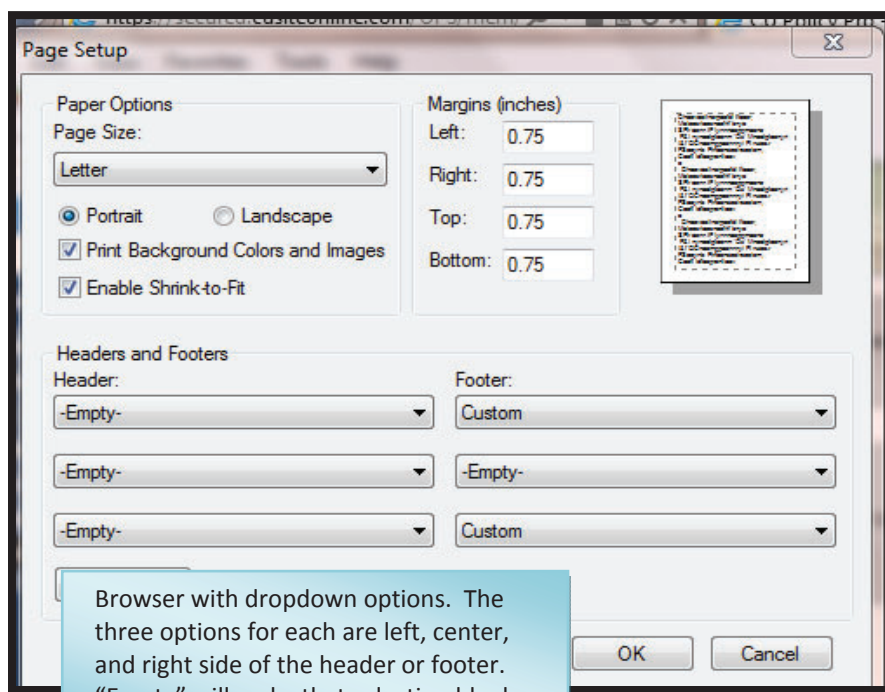 Page Setup
Paper Options
Page Size:
Letter
Portrait
Landscape
Print Background Colors and Images
Enable Shrink-to-Fit
Margins (inches)
Left: 0.75
Right: 0.75
Top: 0.75
Bottom: 0.75
Headers and Footers
Header:
-Empty-
-Empty-
-Empty-
Footer:
Custom
-Empty-
Custom
Browser with dropdown options. The
three options for each are left, center,
and right side of the header or footer.
OK
Cancel